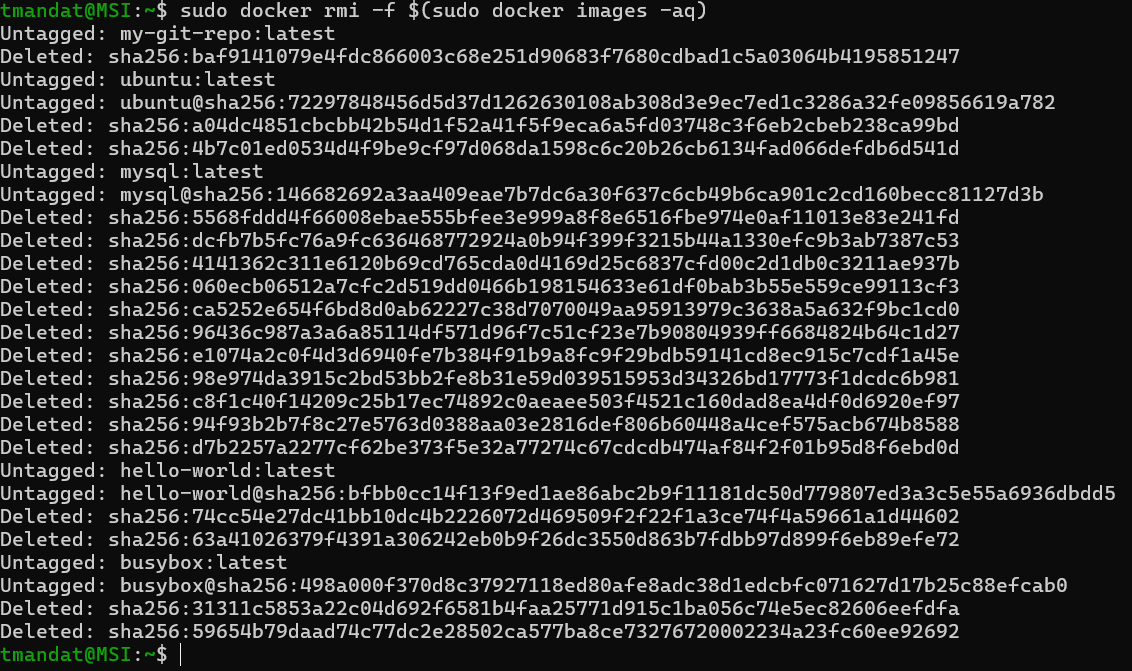 tmandat@MSI:~$ sudo docker rmi -f $(sudo docker images -aq)
Untagged: my-git-repo:latest
Deleted: sha256:baf9141079e4fdc866003c68e251d90683f7680cdbad1c5a03064b4195851247
Untagged: ubuntu:latest
Untagged: ubuntu@sha256:72297848456d5d37d1262630108ab308d3e9ec7ed1c3286a32fe09856619a782
Deleted: sha256:a04dc4851cbcbb42b54d1f52a41f5f9eca6a5fd03748c3f6eb2cbeb238ca99bd
Deleted: sha256:4b7c01ed0534d4f9be9cf97d068da1598c6c20b26cb6134fad066defdb6d541d
Untagged: mysql:latest
Untagged: mysql@sha256:146682692a3aa409eae7b7dc6a30f637c6cb49b6ca901c2cd160becc81127d3b
Deleted: sha256:5568fddd4f66008ebae555bfee3e999a8f8e6516fbe974e0af11013e83e241fd
Deleted: sha256:dcfb7b5fc76a9fc636468772924a0b94f399f3215b44a1330efc9b3ab7387c53
Deleted: sha256:4141362c311e6120b69cd765cda0d4169d25c6837cfd00c2d1db0c3211ae937b
Deleted: sha256:060ecb06512a7cfc2d519dd0466b198154633e61df0bab3b55e559ce99113cf3
Deleted: sha256:ca5252e654f6bd8d0ab62227c38d7070049aa95913979c3638a5a632f9bc1cd0
Deleted: sha256:96436c987a3a6a85114df571d96f7c51cf23e7b90804939ff6684824b64c1d27
Deleted: sha256:e1074a2c0f4d3d6940fe7b384f91b9a8fc9f29bdb59141cd8ec915c7cdf1a45e
Deleted: sha256:98e974da3915c2bd53bb2fe8b31e59d039515953d34326bd17773f1dcdc6b981
Deleted: sha256:c8f1c40f14209c25b17ec74892c0aeaee503f4521c160dad8ea4df0d6920ef97
Deleted: sha256:94f93b2b7f8c27e5763d0388aa03e2816def806b60448a4cef575acb674b8588
Deleted: sha256:d7b2257a2277cf62be373f5e32a77274c67cdcdb474af84f2f01b95d8f6ebd0d
Untagged: hello-world:latest
Untagged: hello-world@sha256:bfbb0cc14f13f9ed1ae86abc2b9f11181dc50d779807ed3a3c5e55a6936dbdd5
Deleted: sha256:74cc54e27dc41bb10dc4b2226072d469509f2f22f1a3ce74f4a59661a1d44602
Deleted: sha256:63a41026379f4391a306242eb0b9f26dc3550d863b7fdbb97d899f6eb89efe72
Untagged: busybox:latest
Untagged: busybox@sha256:498a000f370d8c37927118ed80afe8adc38d1edcbfc071627d17b25c88efcab0
Deleted: sha256:31311c5853a22c04d692f6581b4faa25771d915c1ba056c74e5ec82606eefdfa
Deleted: sha256:59654b79daad74c77dc2e28502ca577ba8ce73276720002234a23fc60ee92692
tmandat@MSI:~$